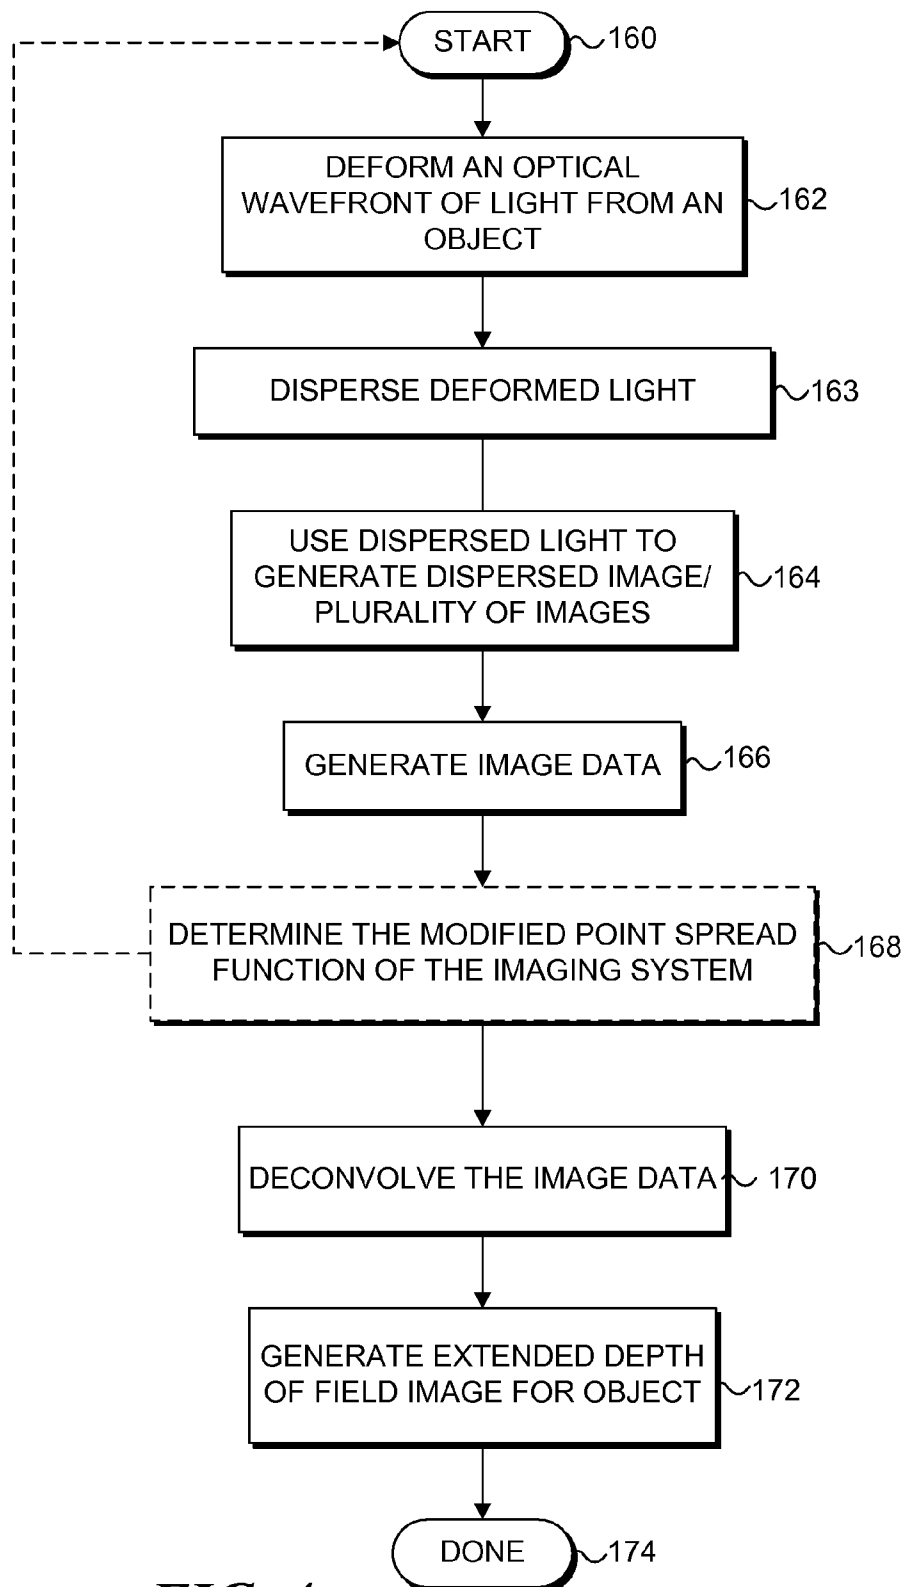 START
160
DEFORM AN OPTICAL
WAVEFRONT OF LIGHT FROM AN
OBJECT
162
DISPERSE DEFORMED LIGHT
163
USE DISPERSED LIGHT TO
GENERATE DISPERSED IMAGE/
PLURALITY OF IMAGES
164
GENERATE IMAGE DATA
166
DETERMINE THE MODIFIED POINT SPREAD
FUNCTION OF THE IMAGING SYSTEM
168
DECONVOLVE THE IMAGE DATA
170
GENERATE EXTENDED DEPTH
OF FIELD IMAGE FOR OBJECT
172
DONE
174